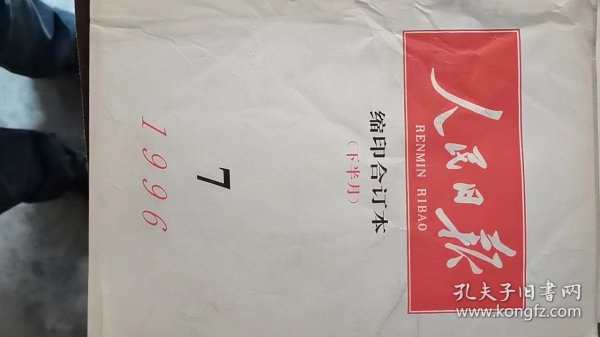 人民日报
RENMIN RIBAO
缩印合订本
(下半月)
7
1996
孔夫子旧书网
www.kongfz.com